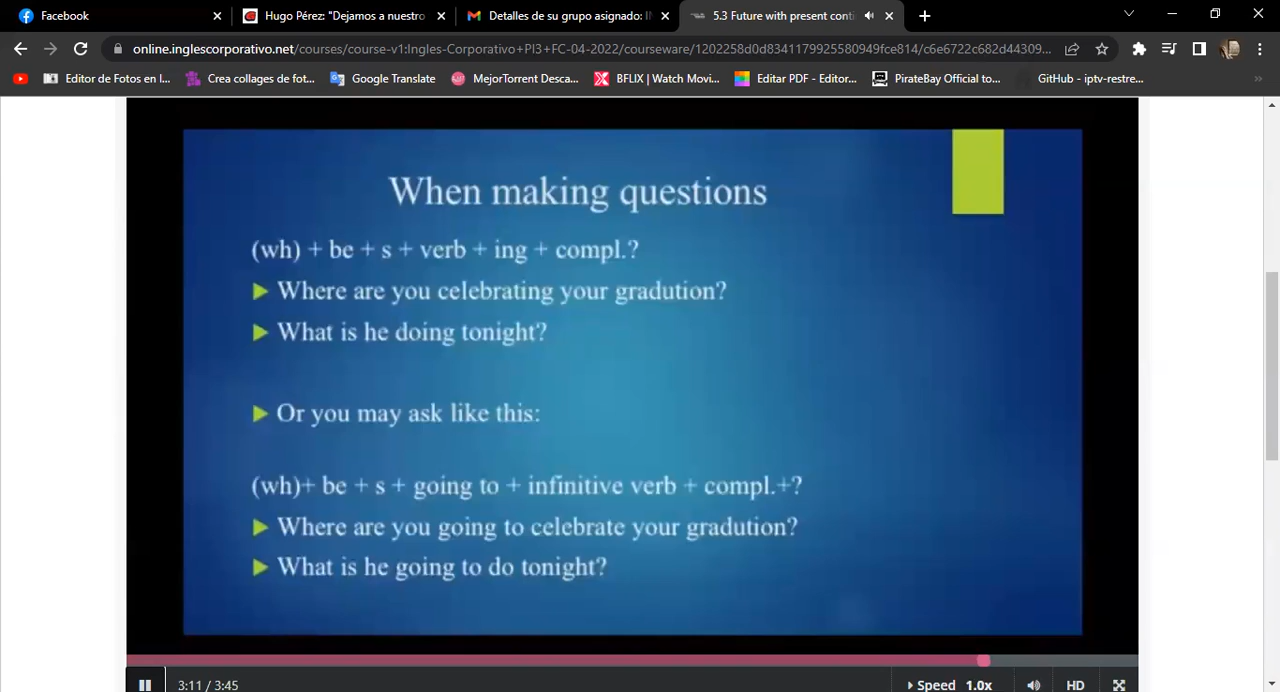 Facebook
Hugo Pérez: "Dejamos a nuestro
Detalles de su grupo asignado: I
5.3 Future with present conti
online.inglescorporativo.net/courses/course-v1:Ingles-Corporativo+PI3+FC-04-2022/courseware/1202258d0d8341179925580949fce814/c6e6722c682d44309...
Editor de Fotos en l...
Crea collages de fot...
Google Translate
MejorTorrent Desca...
BFLIX | Watch Movi...
Editar PDF - Editor...
PirateBay Official to...
GitHub - iptv-restre...
When making questions
(wh) + be + s + verb + ing + compl.?
Where are you celebrating your gradution?
What is he doing tonight?
Or you may ask like this:
(wh)+ be + s + going to + infinitive verb + compl.+?
Where are you going to celebrate your gradution?
What is he going to do tonight?
3:11 / 3:45
Speed 1.0x
HD